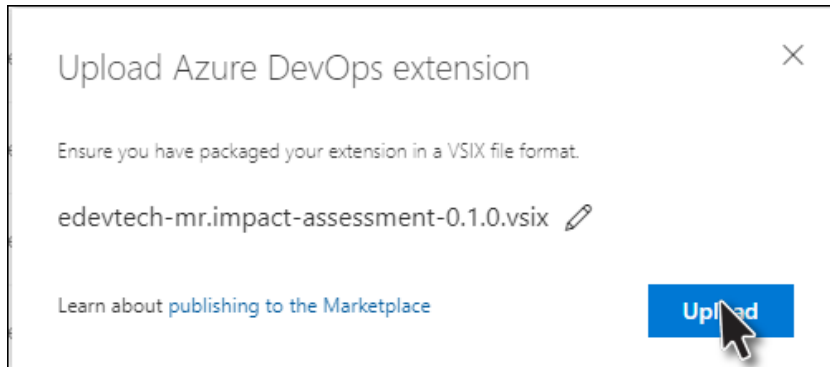 Upload Azure DevOps extension
Ensure you have packaged your extension in a VSIX file format.
edevtech-mr.impact-assessment-0.1.0.vsix
Learn about publishing to the Marketplace
Upload